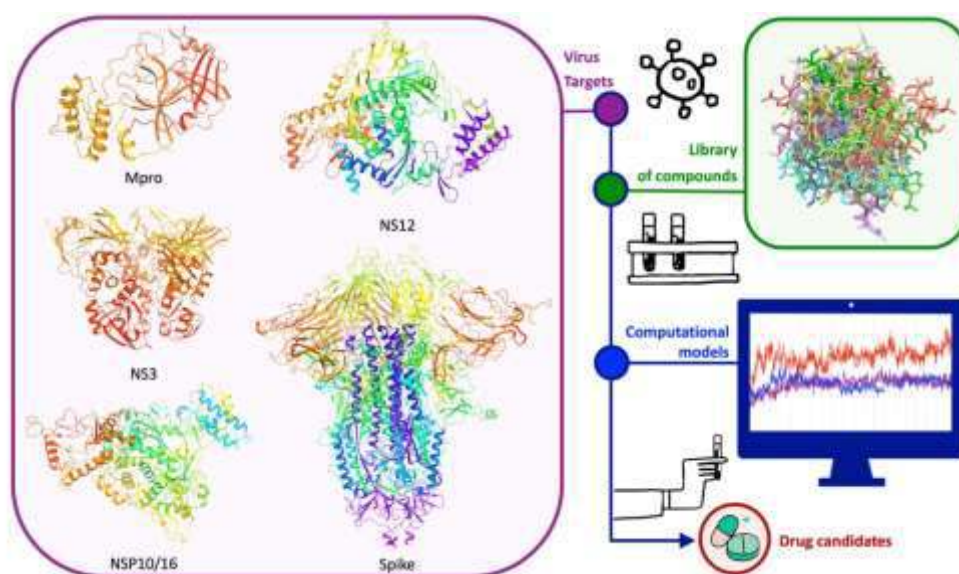 Mpro
NS12
NS3
NSP10/16
Spike
Virus
Targets
Library
of compounds
Computational
models
Drug candidates